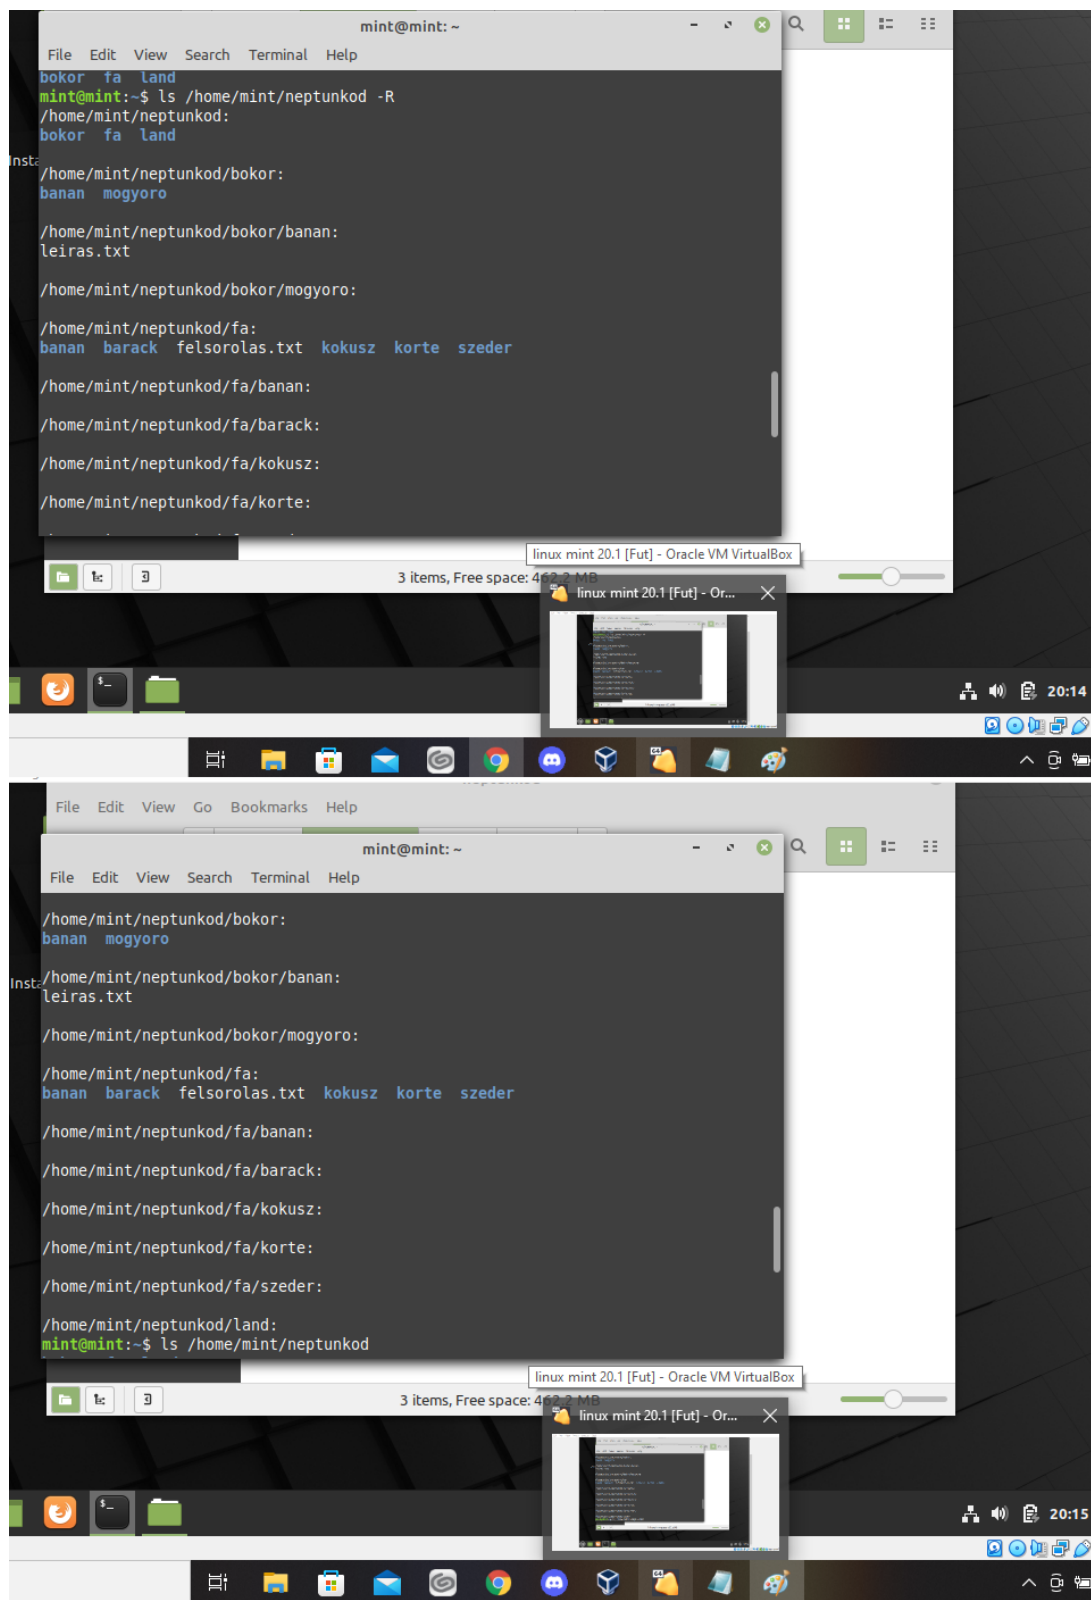 mint@mint: ~
File Edit View Search Terminal Help
bokor fa land
mint@mint:~$ ls /home/mint/neptunkod -R
/home/mint/neptunkod:
bokor fa land
Insta
/home/mint/neptunkod/bokor:
banan mogyoro
/home/mint/neptunkod/bokor/banan:
leiras.txt
/home/mint/neptunkod/bokor/mogyoro:
/home/mint/neptunkod/fa:
banan barack felsorolas.txt kokusz korte szeder
/home/mint/neptunkod/fa/banan:
/home/mint/neptunkod/fa/barack:
/home/mint/neptunkod/fa/kokusz:
/home/mint/neptunkod/fa/korte:
linux mint 20.1 [Fut] - Oracle VM VirtualBox
3 items, Free space: 462.2 MB
linux mint 20.1 [Fut] - Or...
20:14
File Edit View Go Bookmarks Help
mint@mint: ~
File Edit View Search Terminal Help
/home/mint/neptunkod/bokor:
banan mogyoro
/home/mint/neptunkod/bokor/banan:
Insta
leiras.txt
/home/mint/neptunkod/bokor/mogyoro:
/home/mint/neptunkod/fa:
banan barack felsorolas.txt kokusz korte szeder
/home/mint/neptunkod/fa/banan:
/home/mint/neptunkod/fa/barack:
/home/mint/neptunkod/fa/kokusz:
/home/mint/neptunkod/fa/korte:
/home/mint/neptunkod/fa/szeder:
/home/mint/neptunkod/land:
mint@mint:~$ ls /home/mint/neptunkod
linux mint 20.1 [Fut] - Oracle VM VirtualBox
3 items, Free space: 462.2 MB
linux mint 20.1 [Fut] - Or...
20:15